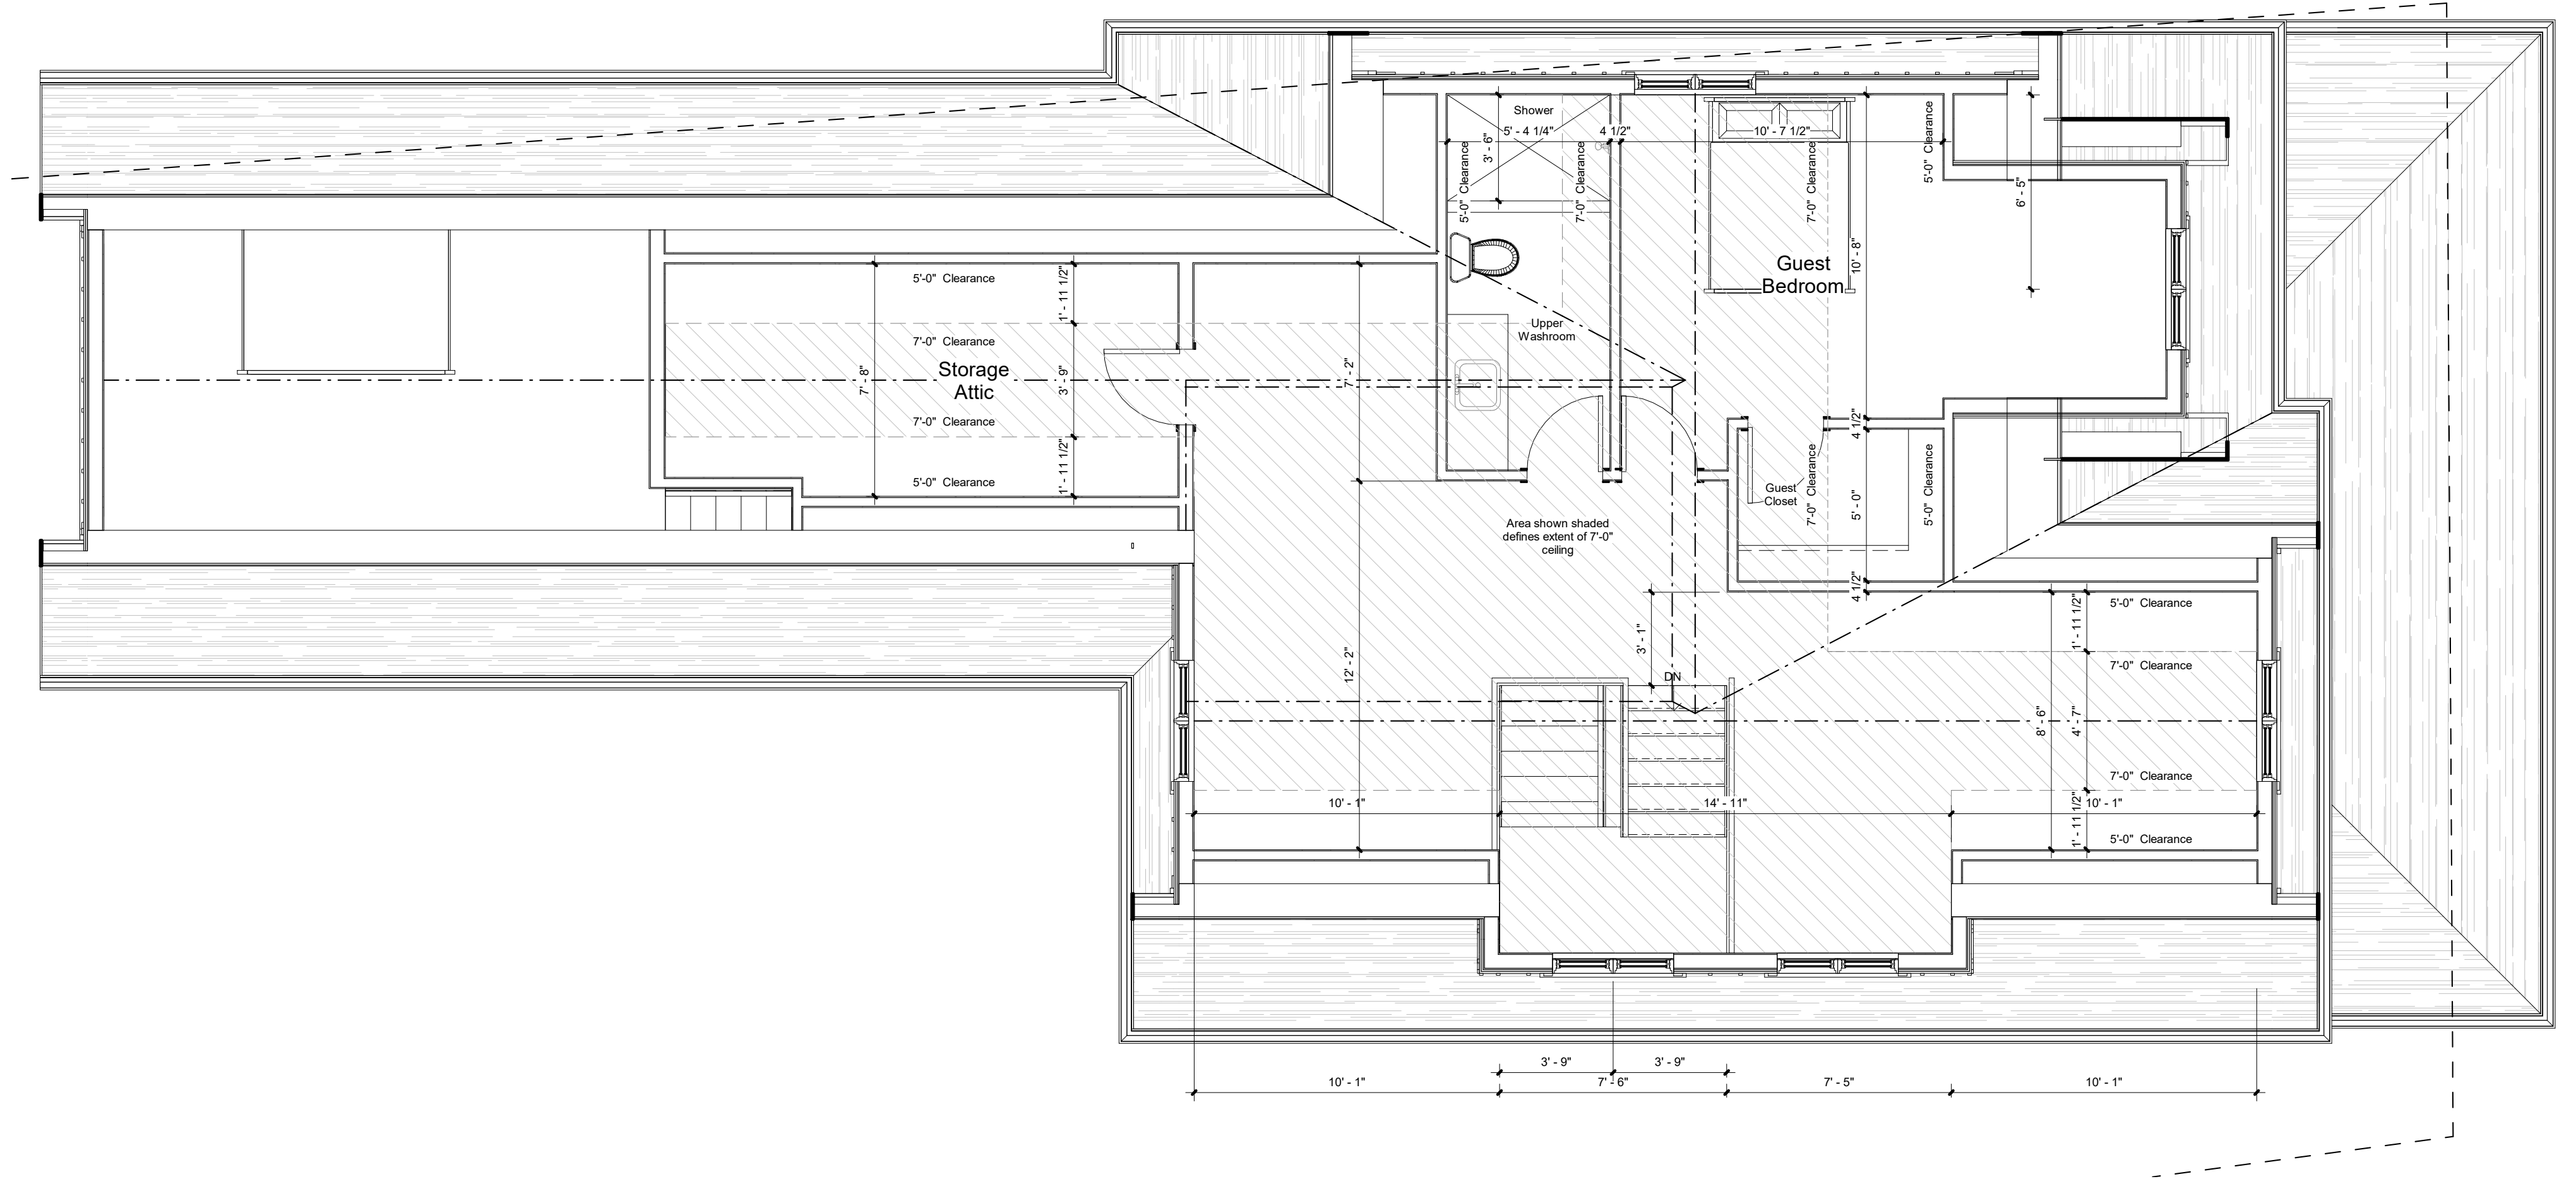 Shower
5' - 4 1/4"
4 1/2"
10' - 7 1/2"
3' - 6"
5'-0" Clearance
7'-0" Clearance
7'-0" Clearance
5'-0" Clearance
6' - 5"
10' - 8"
Guest
Bedroom
Upper
Washroom
5'-0" Clearance
1' - 11 1/2"
7'-0" Clearance
Storage
Attic
7' - 8"
3' - 9"
7'-0" Clearance
5'-0" Clearance
1' - 11 1/2"
7' - 2"
4 1/2"
Guest
Closet
7'-0" Clearance
5' - 0"
5'-0" Clearance
Area shown shaded
defines extent of 7'-0"
ceiling
4 1/2"
12' - 2"
3' - 1"
DN
5'-0" Clearance
1' - 11 1/2"
7'-0" Clearance
8' - 6"
4' - 7"
7'-0" Clearance
10' - 1"
14' - 11"
10' - 1"
1' - 11 1/2"
5'-0" Clearance
3' - 9"
3' - 9"
10' - 1"
7' - 6"
7' - 5"
10' - 1"